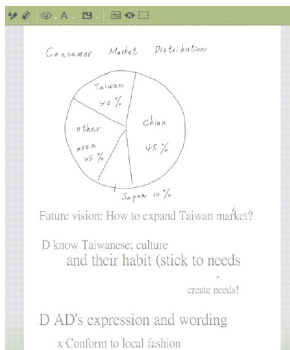 Consumer Market Distribution
Taiwan
20%
China
45%
other
area
25%
Japan 10%
Future vision: How to expand Taiwan market?
D know Taiwanese; culture
and their habit (stick to needs
create needs!
D AD's expression and wording
x Conform to local fashion